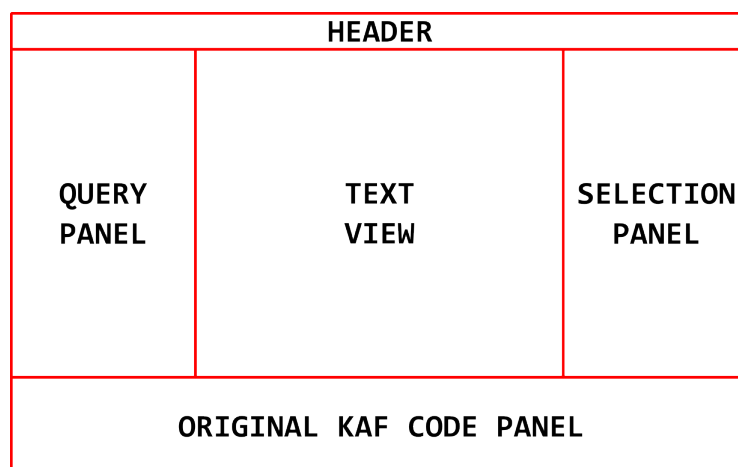 HEADER
QUERY
PANEL
TEXT
VIEW
SELECTION
PANEL
ORIGINAL KAF CODE PANEL